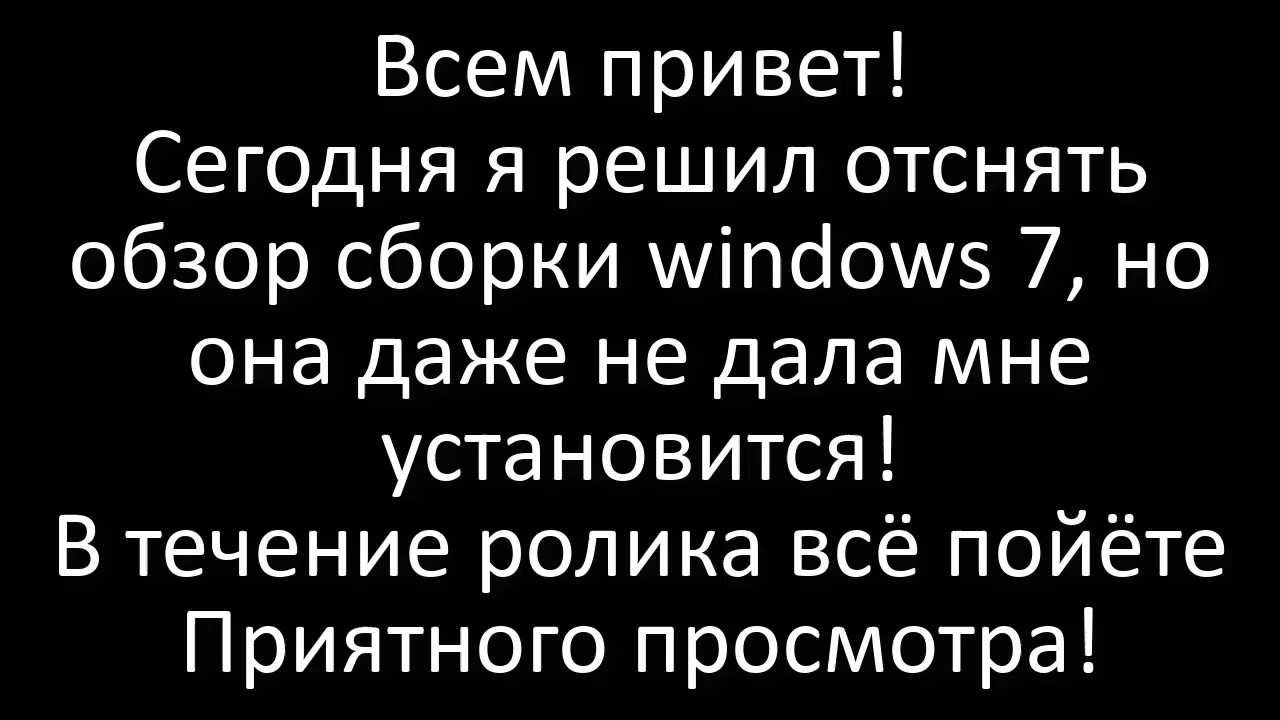 Всем привет!
Сегодня я решил отснять
обзор сборки windows 7, но
она даже не дала мне
установится!
В течение ролика всё пойёте
Приятного просмотра!